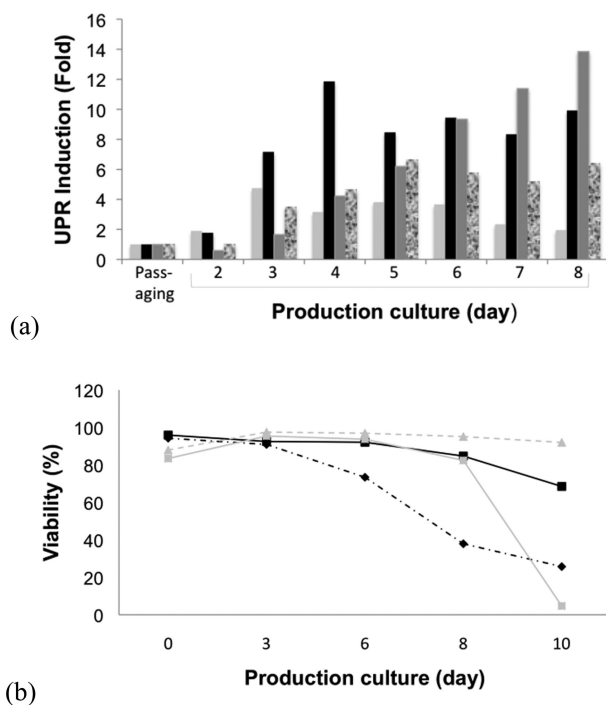 16
14
12
10
8
6
4
2
0
UPR Induction (Fold)
Pass-
aging
2 3 4 5 6 7 8
Production culture (day)
(a)
120
100
80
60
40
20
0
Viability (%)
0 3 6 8 10
Production culture (day)
(b)